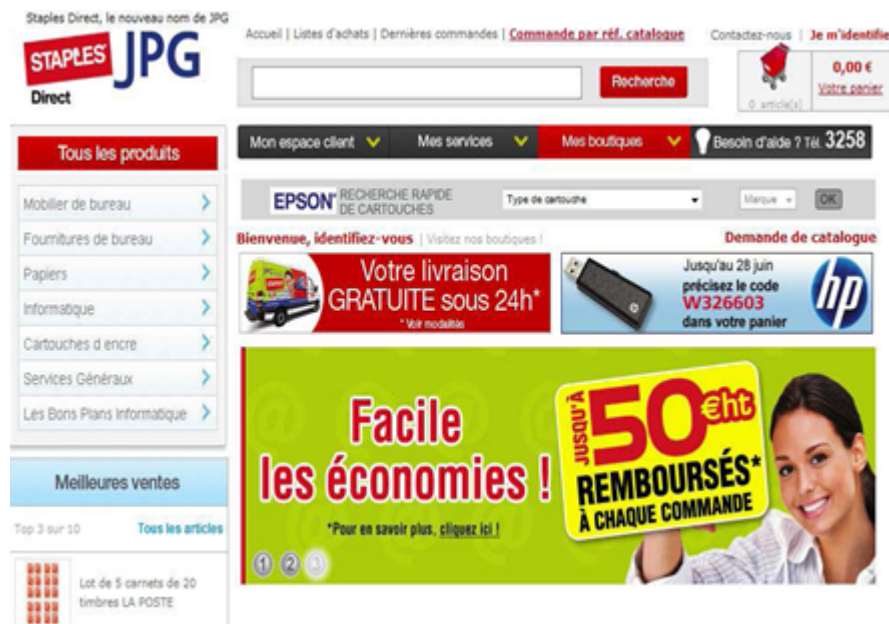 Staples Direct, le nouveau nom de JPG
STAPLES JPG
Direct
Accueil | Listes d'achats | Dernières commandes | Commande par réf. catalogue
Contactez-nous | Je m'identifie
Recherche
0,00 €
Votre panier
0 article(s)
Tous les produits
Mobilier de bureau
Fournitures de bureau
Papiers
Informatique
Cartouches d encre
Services Généraux
Les Bons Plans Informatique
Meilleures ventes
Top 3 sur 10 Tous les articles
Lot de 5 carnets de 20
timbres LA POSTE
Mon espace client Mes services Mes boutiques Besoin d'aide ? Tél. 3258
EPSON RECHERCHE RAPIDE
DE CARTOUCHES
Type de cartouche Marque OK
Bienvenue, identifiez-vous | Visitez nos boutiques !
Demande de catalogue
Votre livraison
GRATUITE sous 24h*
* Voir modalités
Jusqu'au 28 juin
précisez le code
W326603
dans votre panier
hp
Facile
les économies !
*Pour en savoir plus, cliquez ici !
1 2 3
JUSQU'À
50€ht
REMBOURSÉS*
À CHAQUE COMMANDE